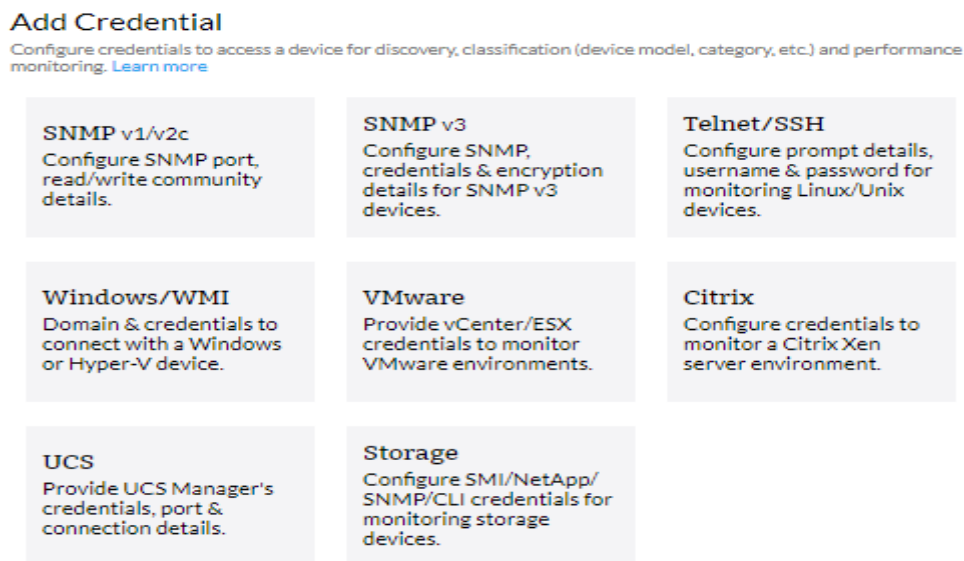 Add Credential
Configure credentials to access a device for discovery, classification (device model, category, etc.) and performance
monitoring. Learn more
SNMP v1/v2c
Configure SNMP port,
read/write community
details.
SNMP v3
Configure SNMP,
credentials & encryption
details for SNMP v3
devices.
Telnet/SSH
Configure prompt details,
username & password for
monitoring Linux/Unix
devices.
Windows/WMI
Domain & credentials to
connect with a Windows
or Hyper-V device.
VMware
Provide vCenter/ESX
credentials to monitor
VMware environments.
Citrix
Configure credentials to
monitor a Citrix Xen
server environment.
UCS
Provide UCS Manager's
credentials, port &
connection details.
Storage
Configure SMI/NetApp/
SNMP/CLI credentials for
monitoring storage
devices.